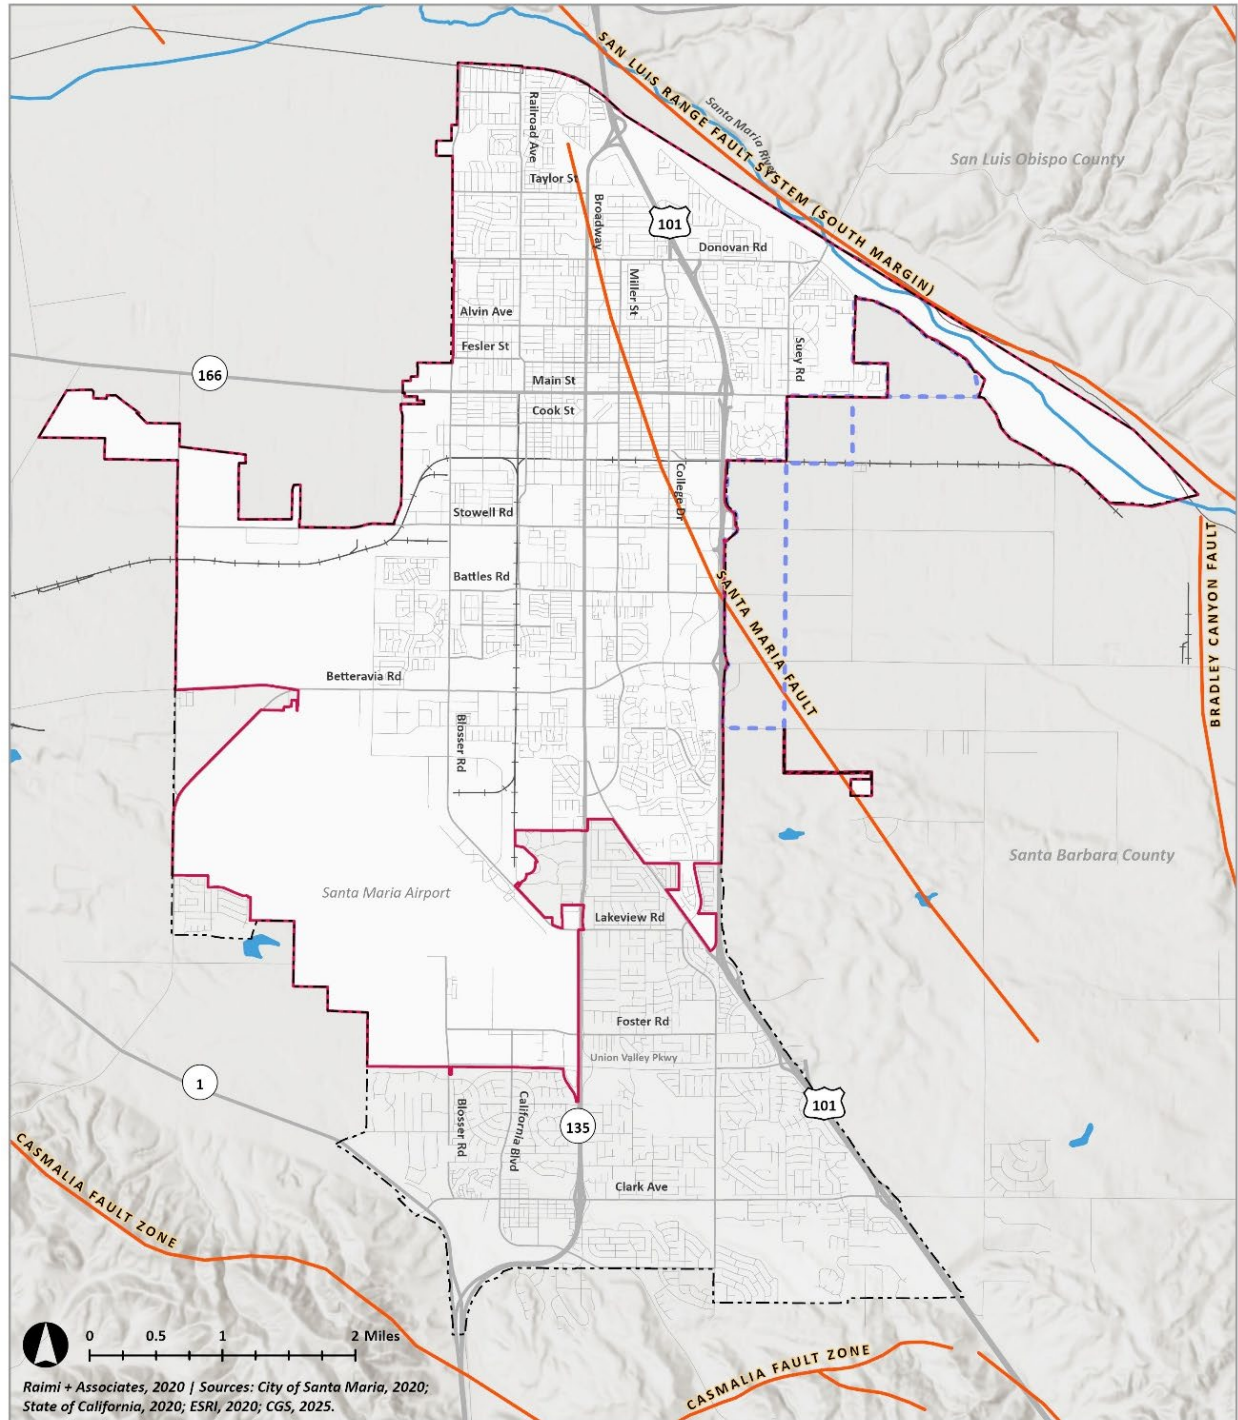 SAN LUIS RANGE FAULT SYSTEM (SOUTH MARGIN)
Santa Maria River
San Luis Obispo County
Railroad Ave
Taylor St
Broadway
101
Donovan Rd
Miller St
Alvin Ave
Fesler St
Suey Rd
166
Main St
Cook St
College Dr
Stowell Rd
Battles Rd
SANTA MARIA FAULT
BRADLEY CANYON FAULT
Betteravia Rd
Blosser Rd
Santa Barbara County
Santa Maria Airport
Lakeview Rd
Foster Rd
Union Valley Pkwy
1
101
Blosser Rd
California Blvd
135
CASMALIA FAULT ZONE
Clark Ave
0 0.5 1 2 Miles
CASMALIA FAULT ZONE
Raimi + Associates, 2020 | Sources: City of Santa Maria, 2020;
State of California, 2020; ESRI, 2020; CGS, 2025.